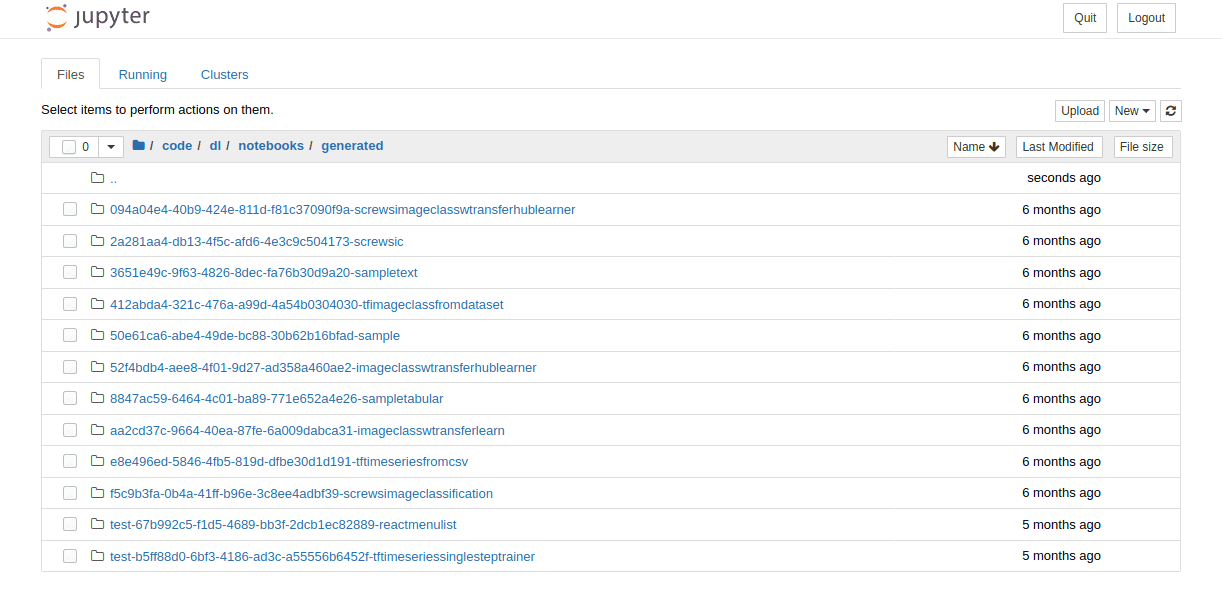 jupyter Quit Logout
Files Running Clusters
Select items to perform actions on them. Upload New
0 / code / dl / notebooks / generated Name Last Modified File size
.. seconds ago
094a04e4-40b9-424e-811d-f81c37090f9a-screwsimageclasswtransferhublearner 6 months ago
2a281aa4-db13-4f5c-afd6-4e3c9c504173-screwsic 6 months ago
3651e49c-9f63-4826-8dec-fa76b30d9a20-sampletext 6 months ago
412abda4-321c-476a-a99d-4a54b0304030-tfimageclassfromdataset 6 months ago
50e61ca6-abe4-49de-bc88-30b62b16bfad-sample 6 months ago
52f4bdb4-aee8-4f01-9d27-ad358a460ae2-imageclasswtransferhublearner 6 months ago
8847ac59-6464-4c01-ba89-771e652a4e26-sampletabular 6 months ago
aa2cd37c-9664-40ea-87fe-6a009dabca31-imageclasswtransferlearn 6 months ago
e8e496ed-5846-4fb5-819d-dfbe30d1d191-tftimeseriesfromcsv 6 months ago
f5c9b3fa-0b4a-41ff-b96e-3c8ee4adbf39-screwsimageclassification 6 months ago
test-67b992c5-f1d5-4689-bb3f-2dcb1ec82889-reactmenulist 5 months ago
test-b5ff88d0-6bf3-4186-ad3c-a55556b6452f-tftimeseriessinglesteptrainer 5 months ago